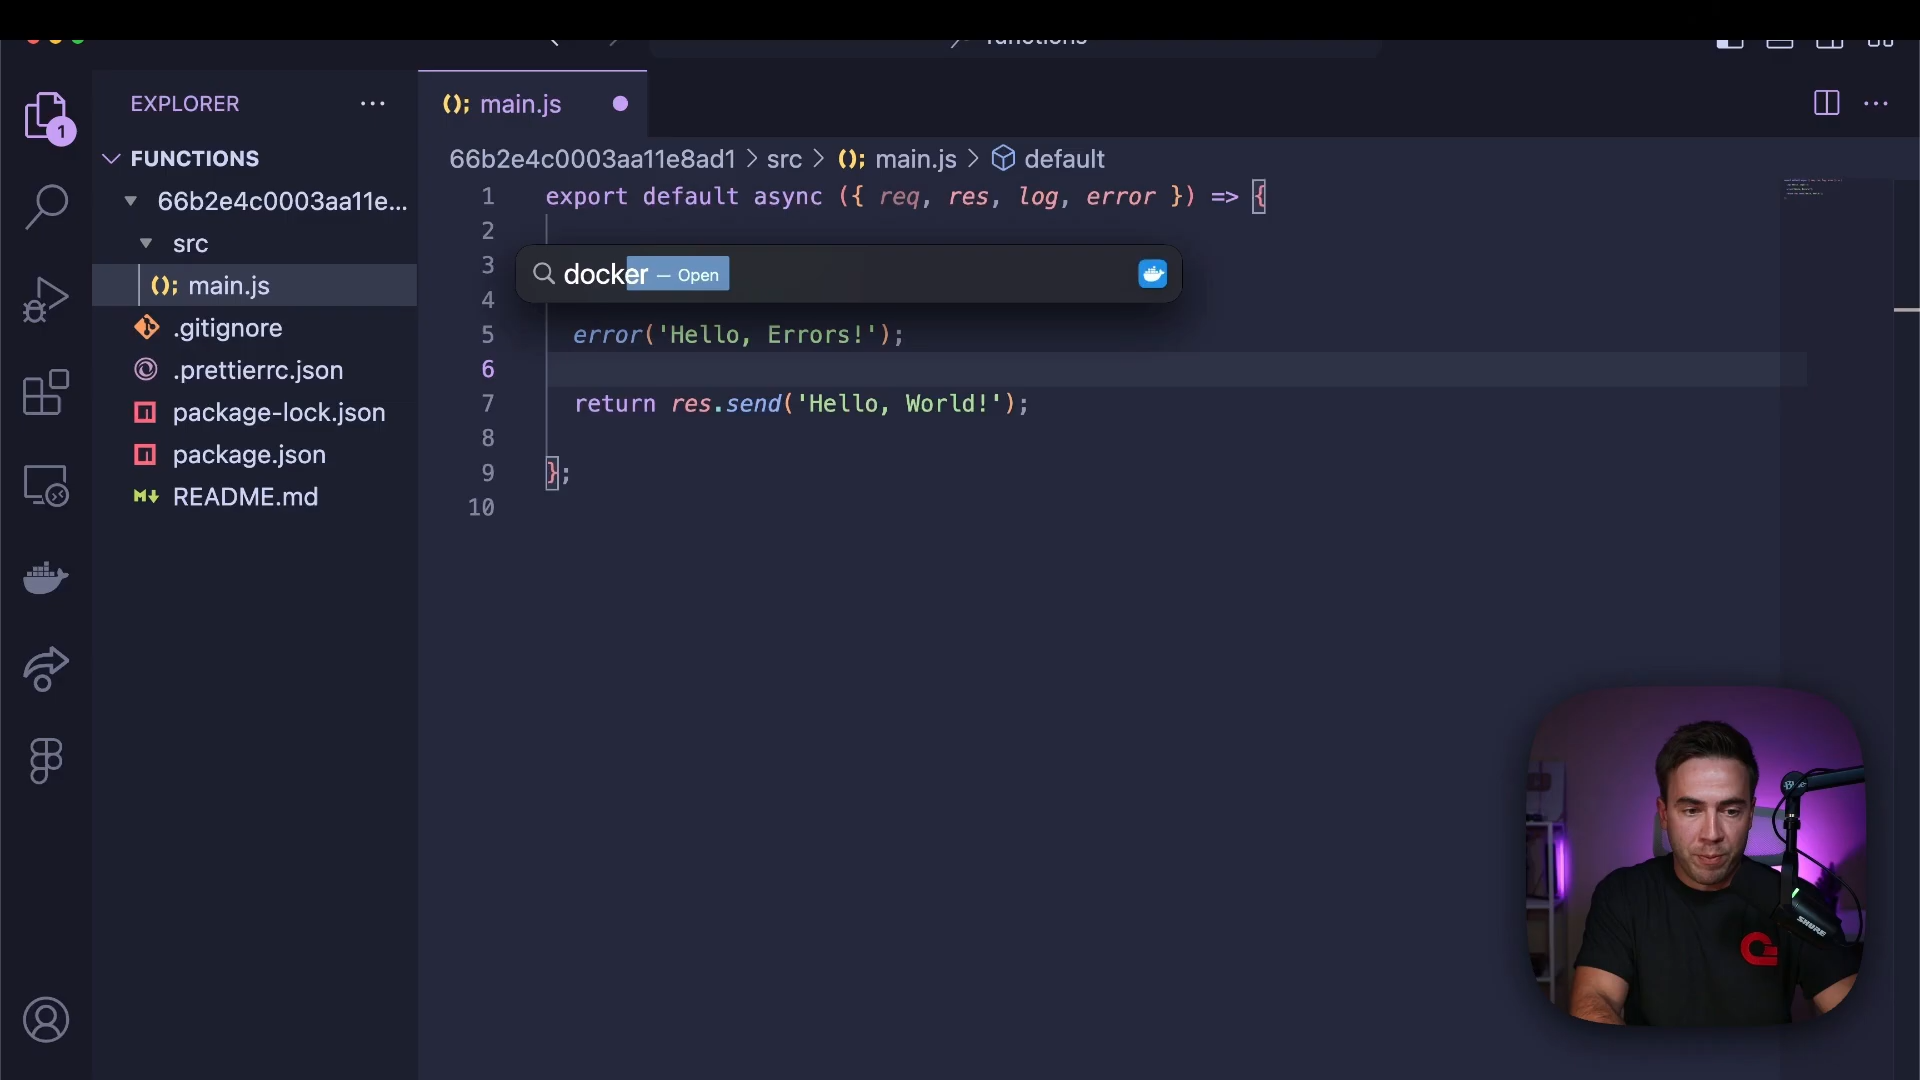 EXPLORER
FUNCTIONS
66b2e4c0003aa11e...
src
(); main.js
.gitignore
.prettierrc.json
package-lock.json
package.json
README.md
1
(); main.js
66b2e4c0003aa11e8ad1 > src > (); main.js > default
1 export default async ({ req, res, log, error }) => {
2
3
docker — Open
4
5 error('Hello, Errors!');
6
7 return res.send('Hello, World!');
8
9 };
10
SHURE